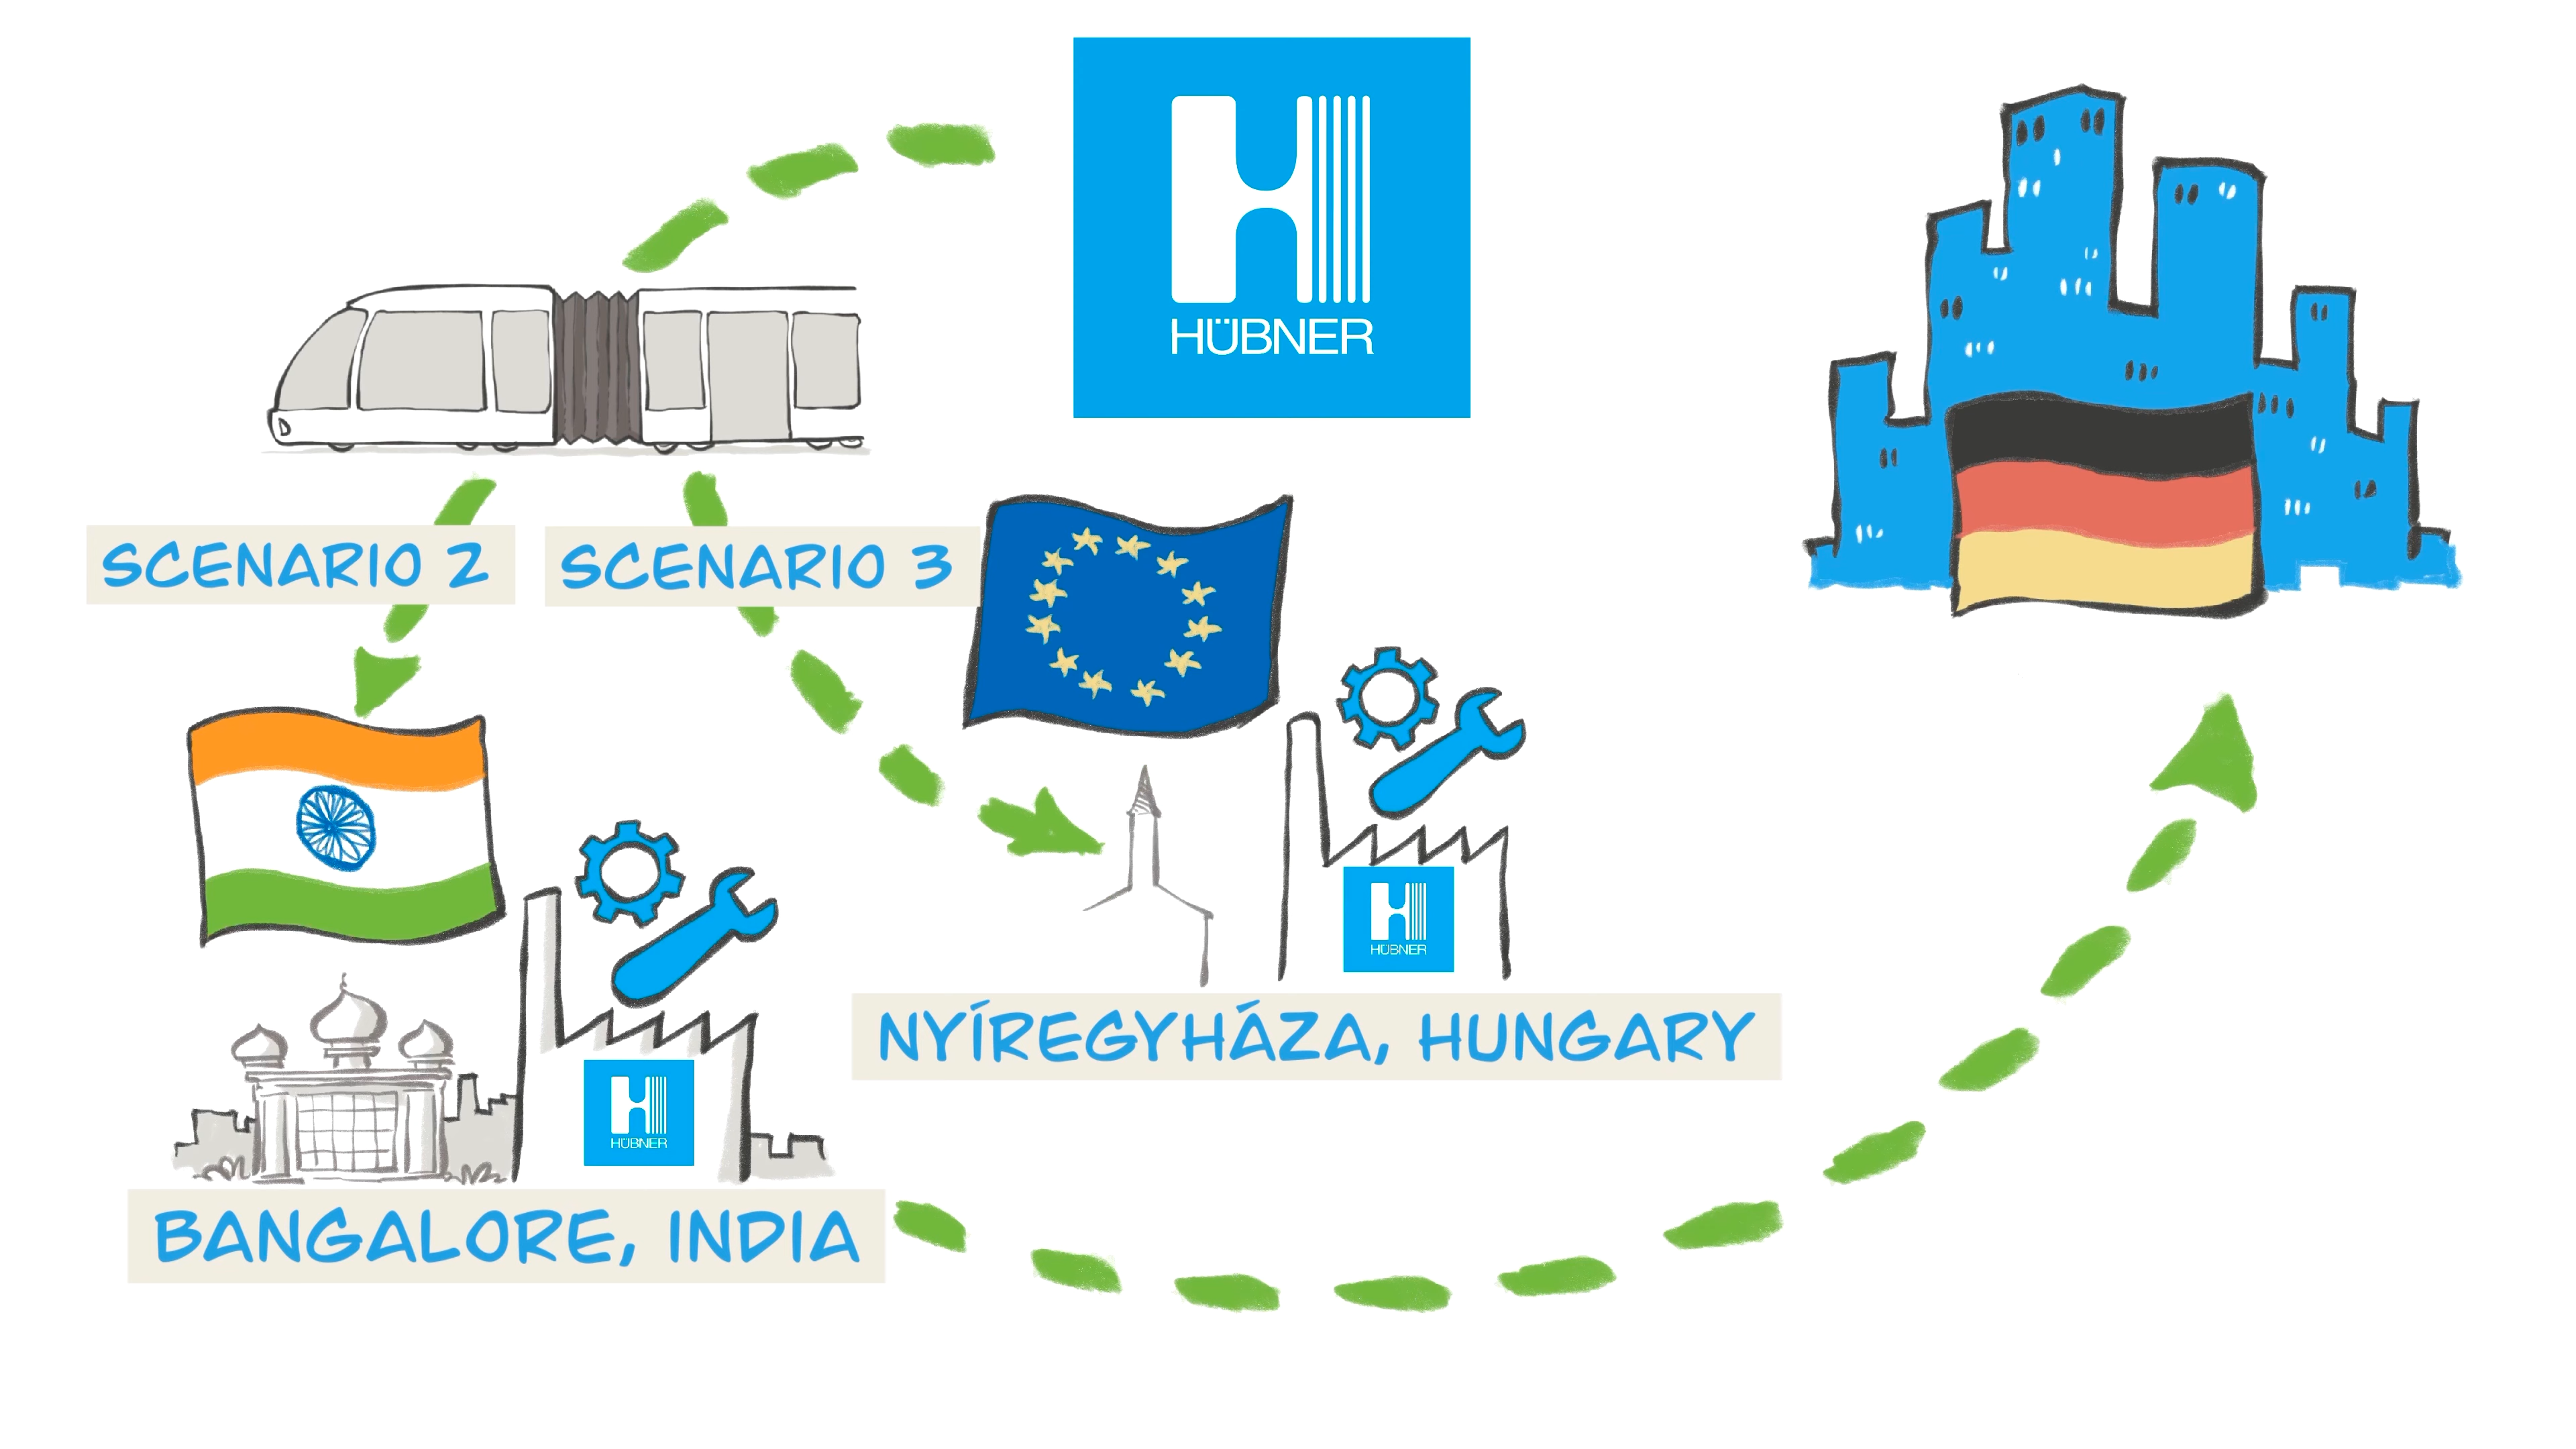 HÜBNER
SCENARIO 2
SCENARIO 3
HÜBNER
NYÍREGYHÁZA, HUNGARY
HÜBNER
BANGALORE, INDIA